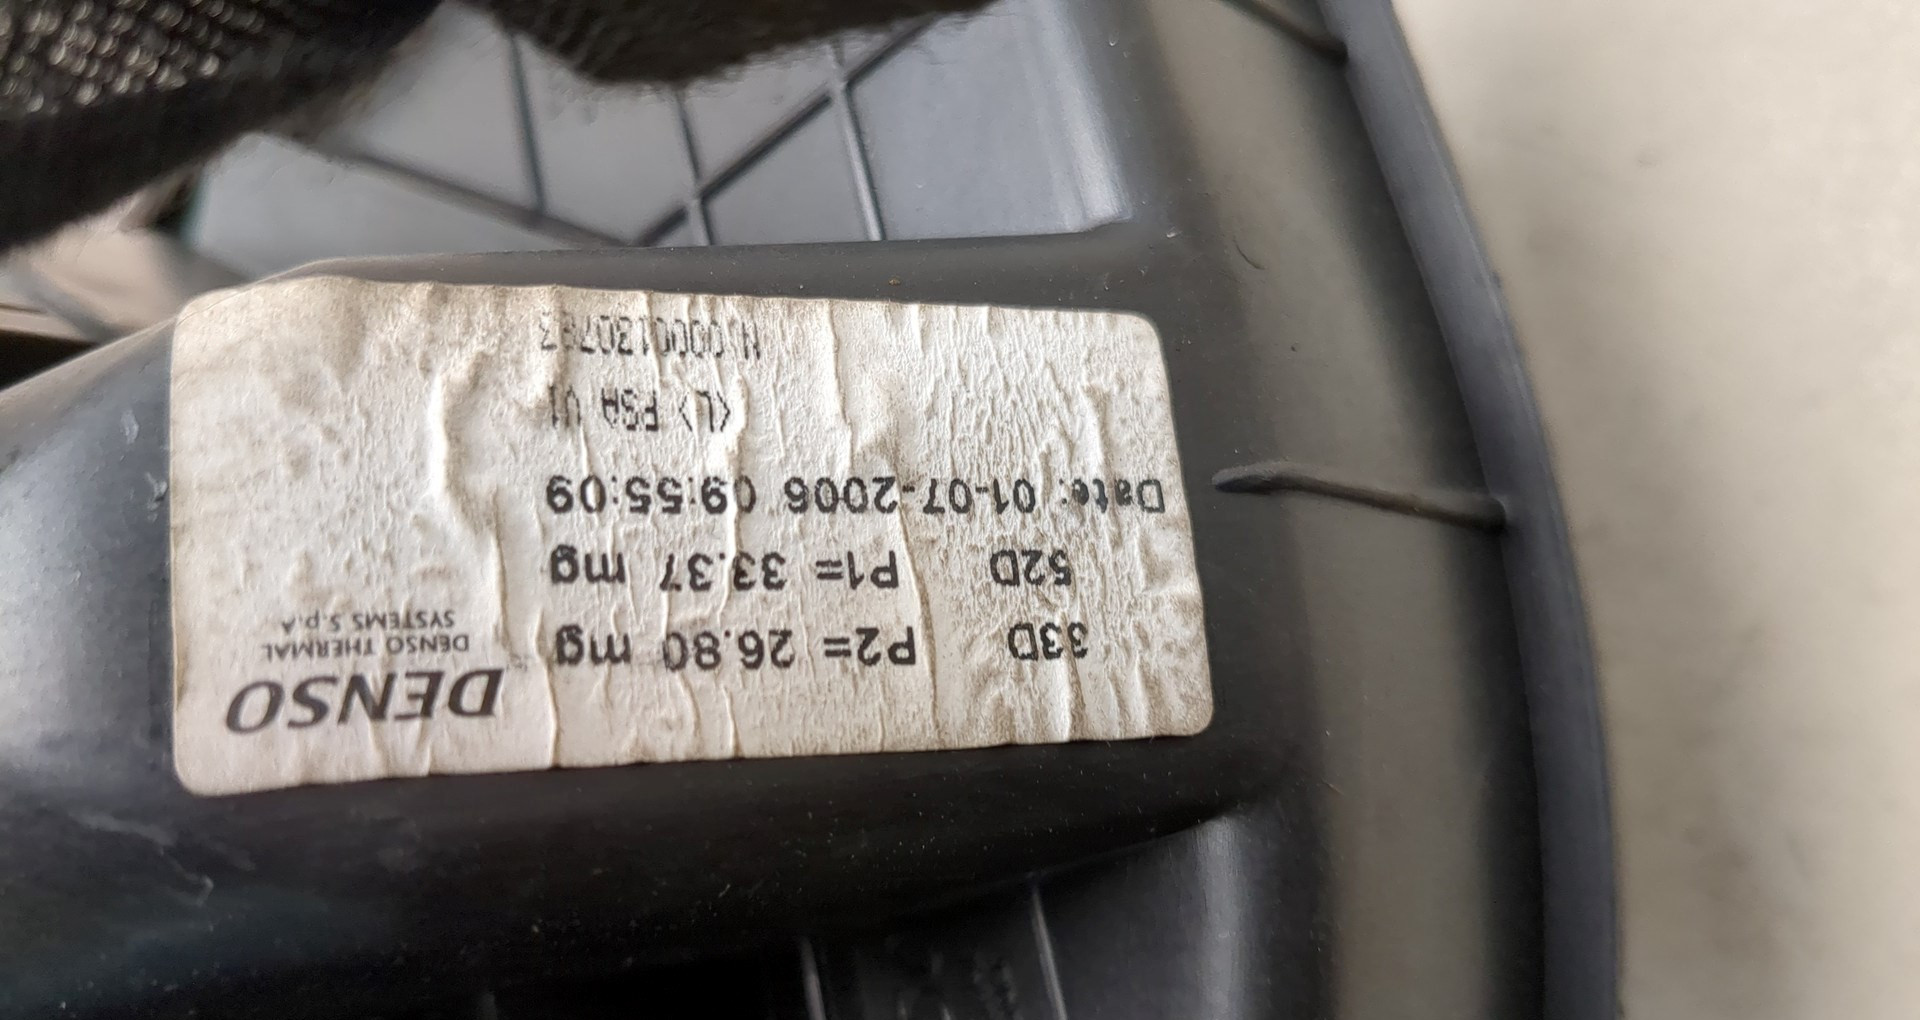 DENSO
DENSO THERMAL
SYSTEMS S.p.A
33D P2= 26.80 mg
52D P1= 33.37 mg
Date: 01-07-2006 09:55:09
<L> PSA